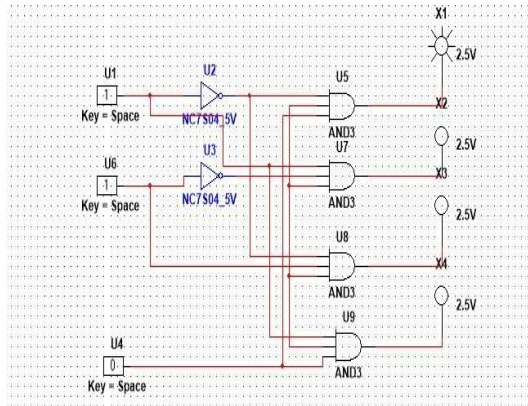 X1
2.5V
U1
1
Key = Space
U2
NC7S04_5V
U5
AND3
X2
2.5V
U6
1
Key = Space
U3
NC7S04_5V
U7
AND3
X3
2.5V
U8
AND3
X4
2.5V
U4
0
Key = Space
U9
AND3